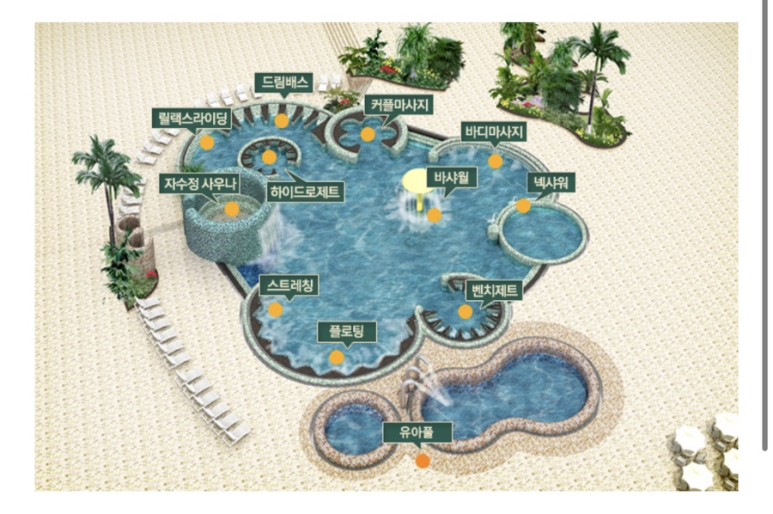 드림배스
커플마사지
릴랙스라이딩
바디마사지
자수정 사우나
하이드로제트
바샤월
넥샤워
스트레칭
벤치제트
플로팅
유아풀